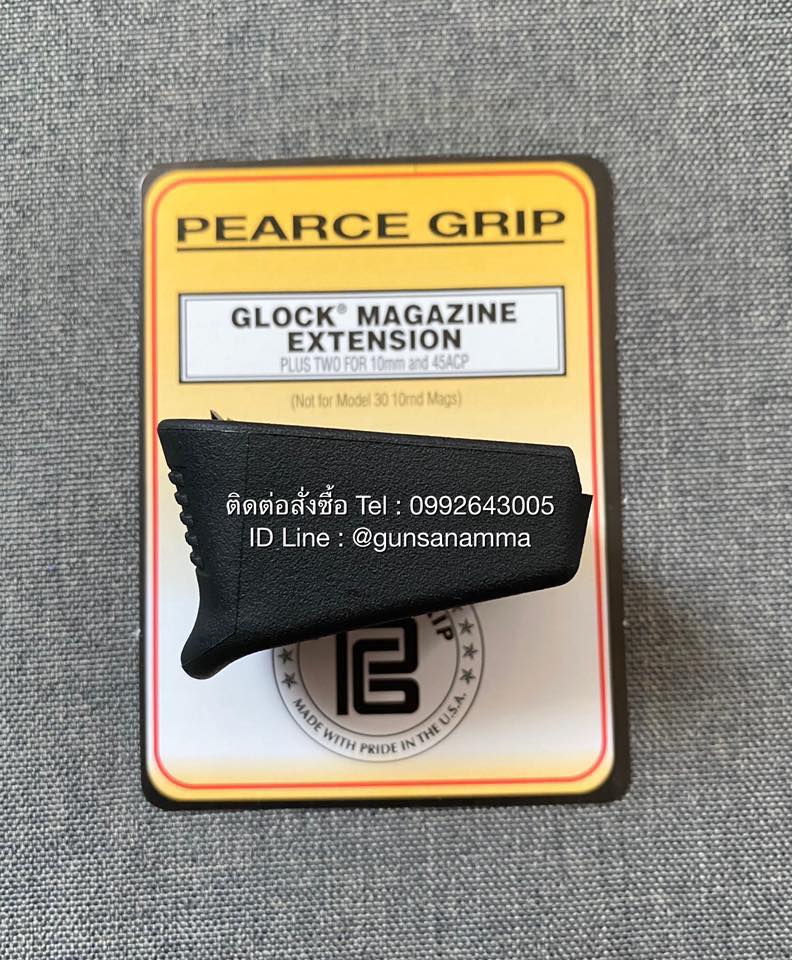 PEARCE GRIP
GLOCK® MAGAZINE
EXTENSION
PLUS TWO FOR 10mm and 45ACP
(Not for Model 30 10rnd Mags)
ติดต่อสั่งซื้อ Tel : 0992643005
ID Line : @gunsanamma
MADE WITH PRIDE IN THE U.S.A.